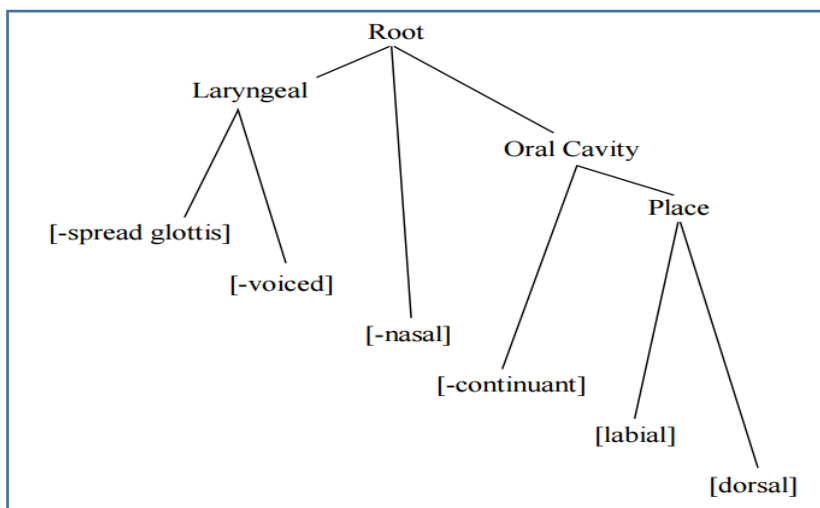 Root
Laryngeal
Oral Cavity
Place
[-spread glottis]
[-voiced]
[-nasal]
[-continuant]
[labial]
[dorsal]